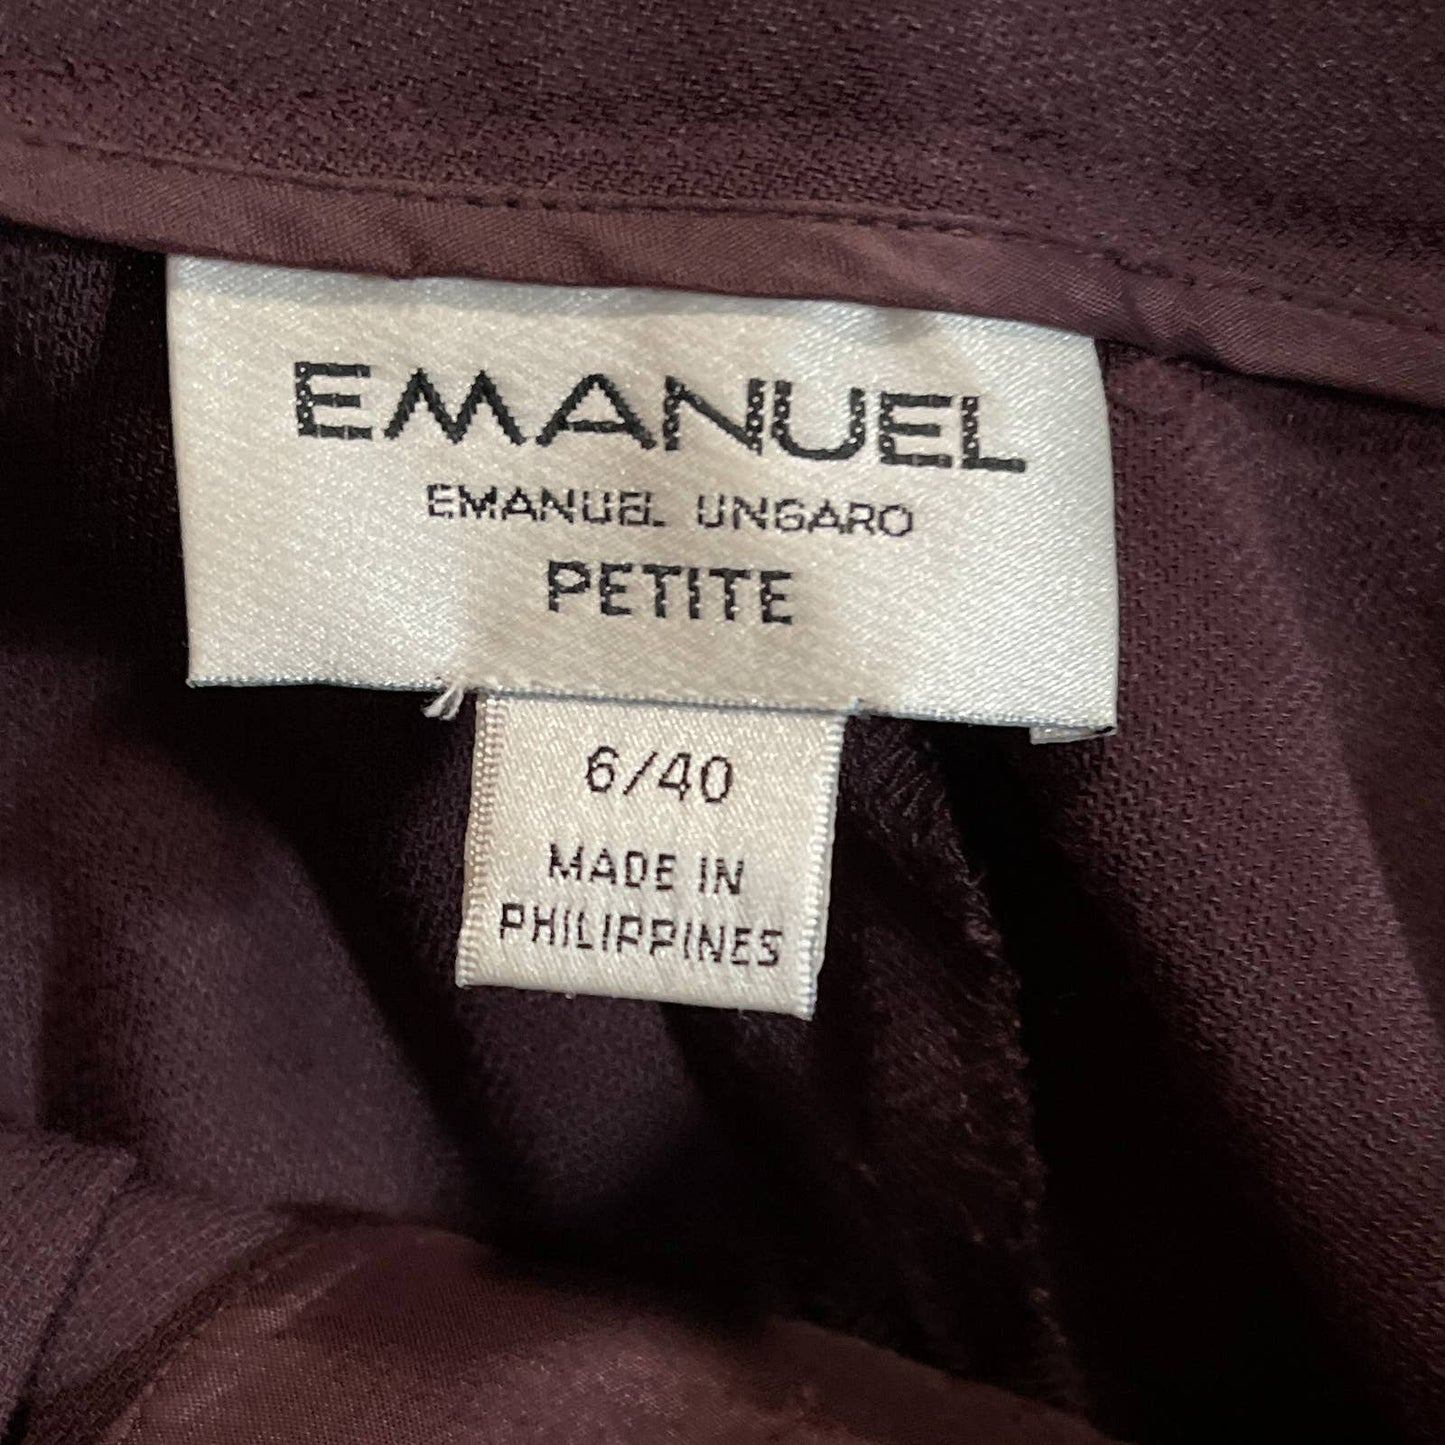 EMANUEL
EMANUEL UNGARO
PETITE
6/40
MADE IN
PHILIPPINES